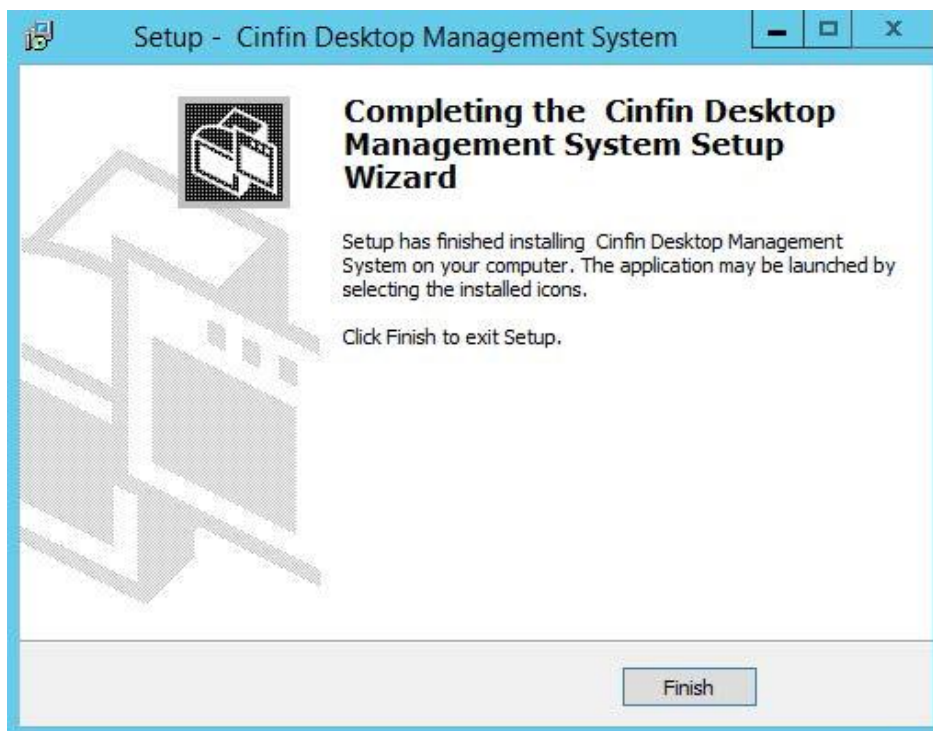 Setup -  Cinfin Desktop Management System
Completing the  Cinfin Desktop
Management System Setup
Wizard
Setup has finished installing  Cinfin Desktop Management
System on your computer. The application may be launched by
selecting the installed icons.
Click Finish to exit Setup.
Finish